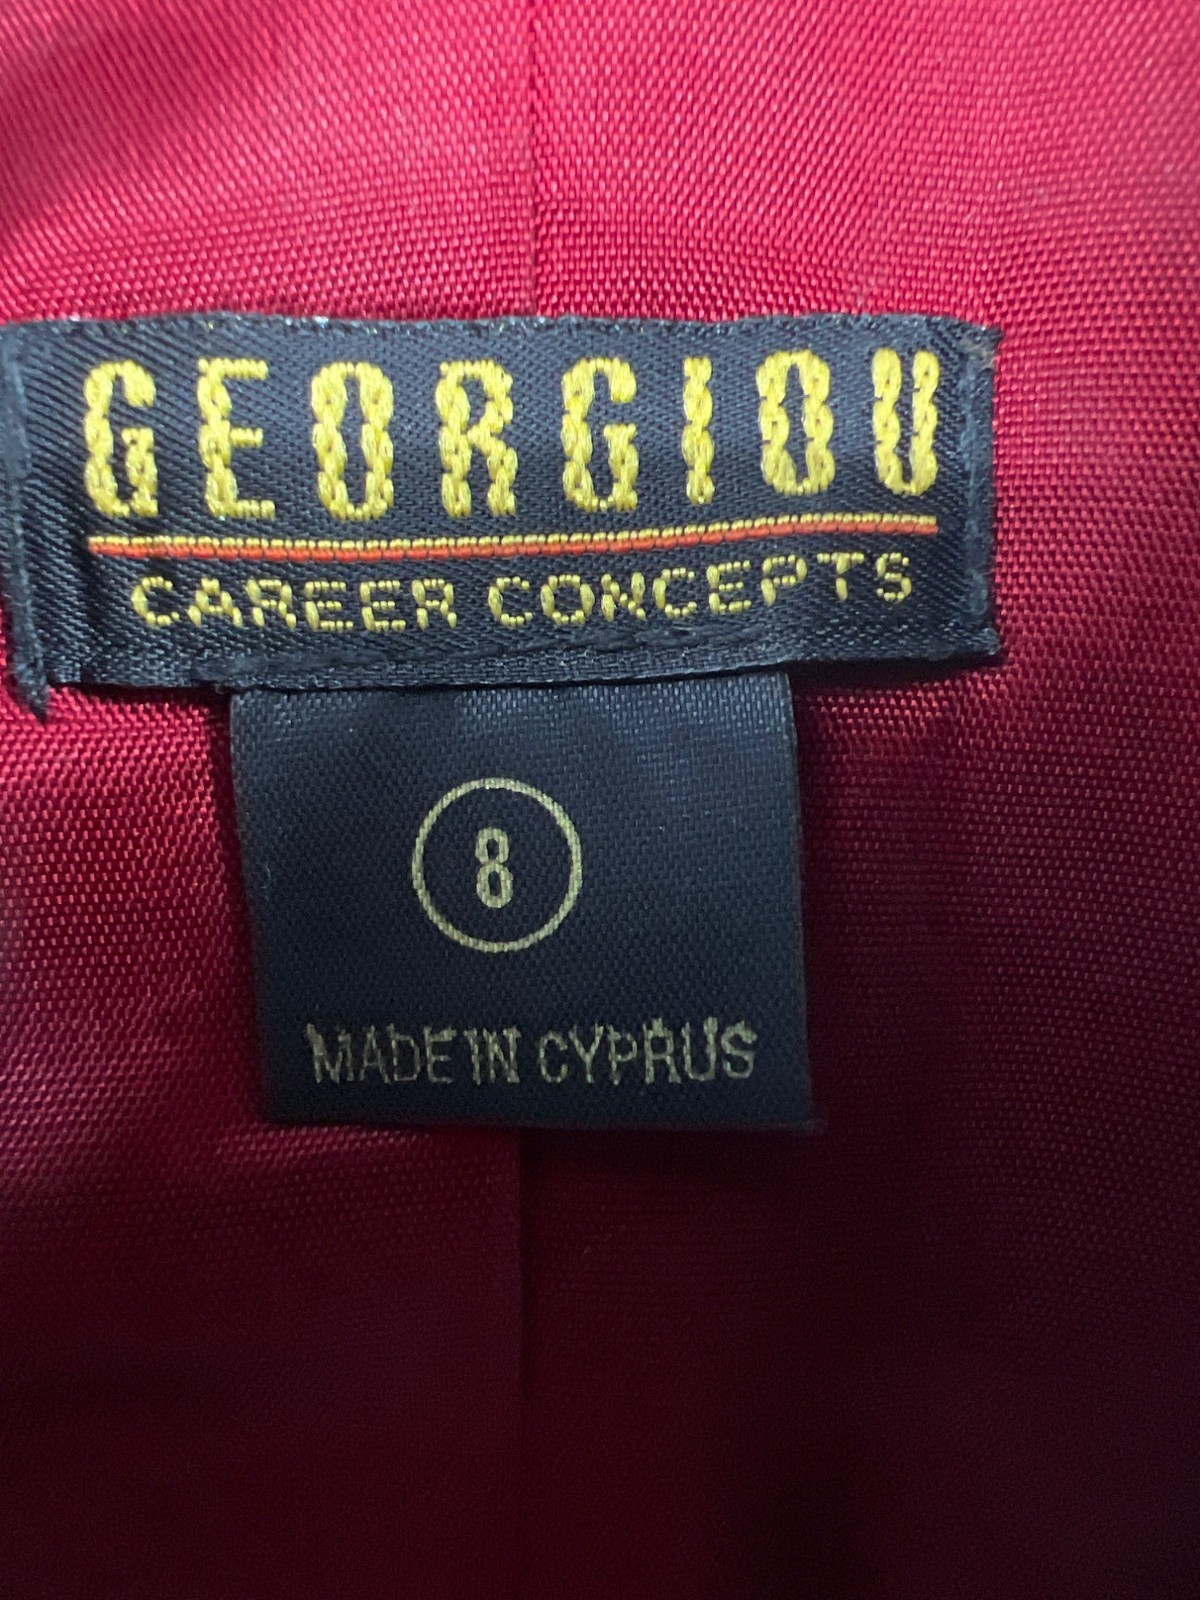 GEORGIOU
CAREER CONCEPTS
8
MADE IN CYPRUS